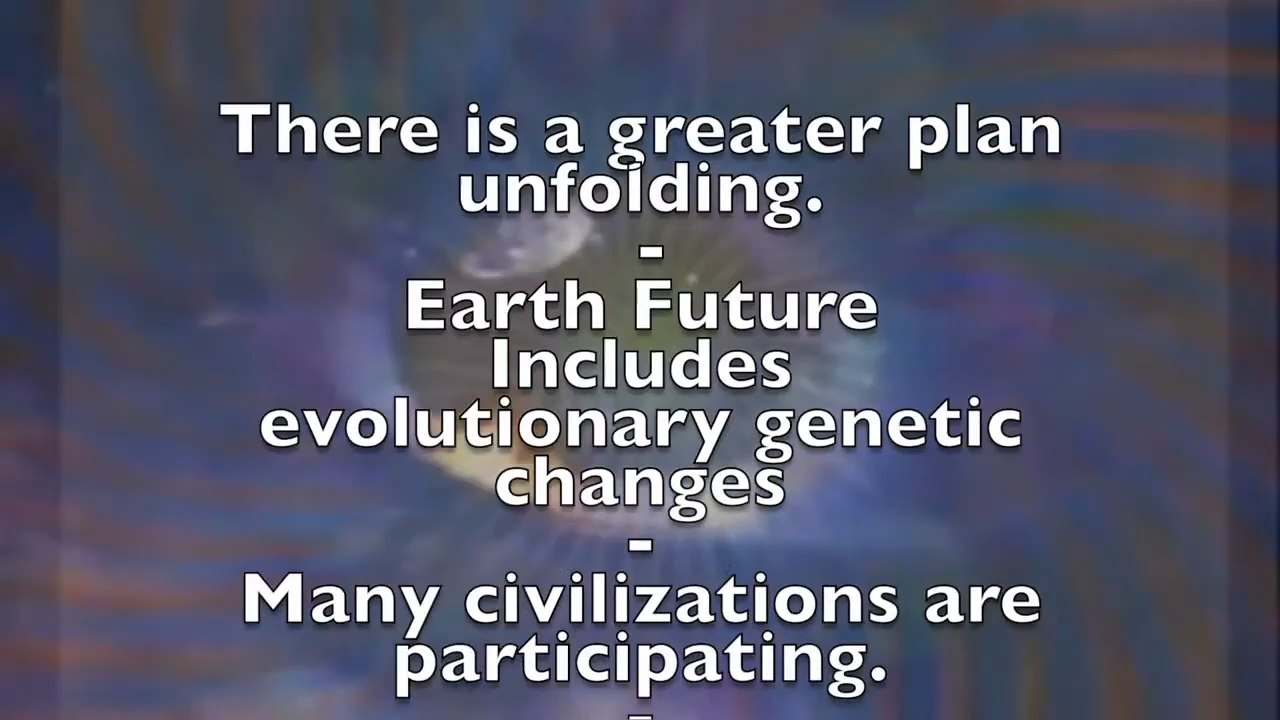 There is a greater plan
unfolding.
-
Earth Future
Includes
evolutionary genetic
changes
-
Many civilizations are
participating.
-